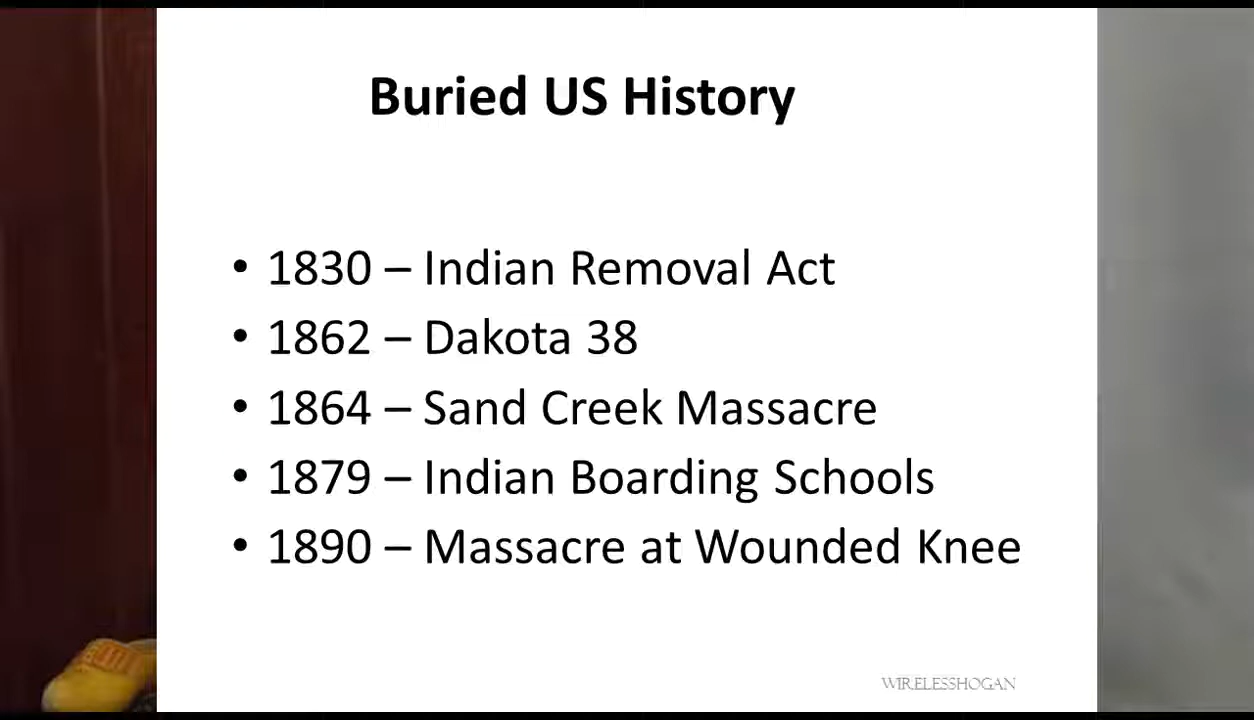 Buried US History
• 1830 – Indian Removal Act
• 1862 – Dakota 38
• 1864 – Sand Creek Massacre
• 1879 – Indian Boarding Schools
• 1890 – Massacre at Wounded Knee
WIRELESSHOGAN